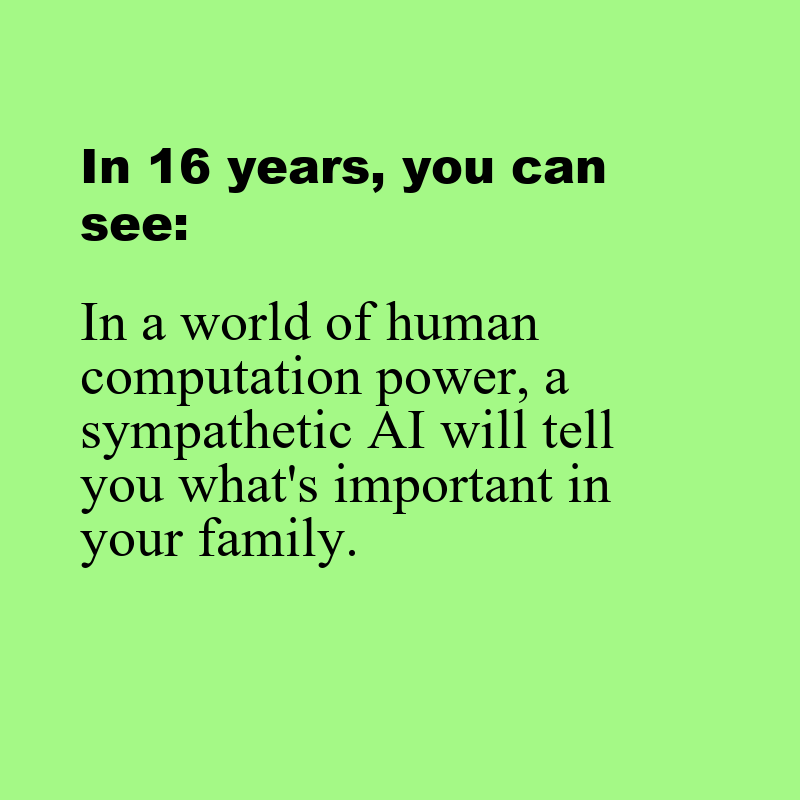 In 16 years, you can
see:
In a world of human
computation power, a
sympathetic AI will tell
you what's important in
your family.